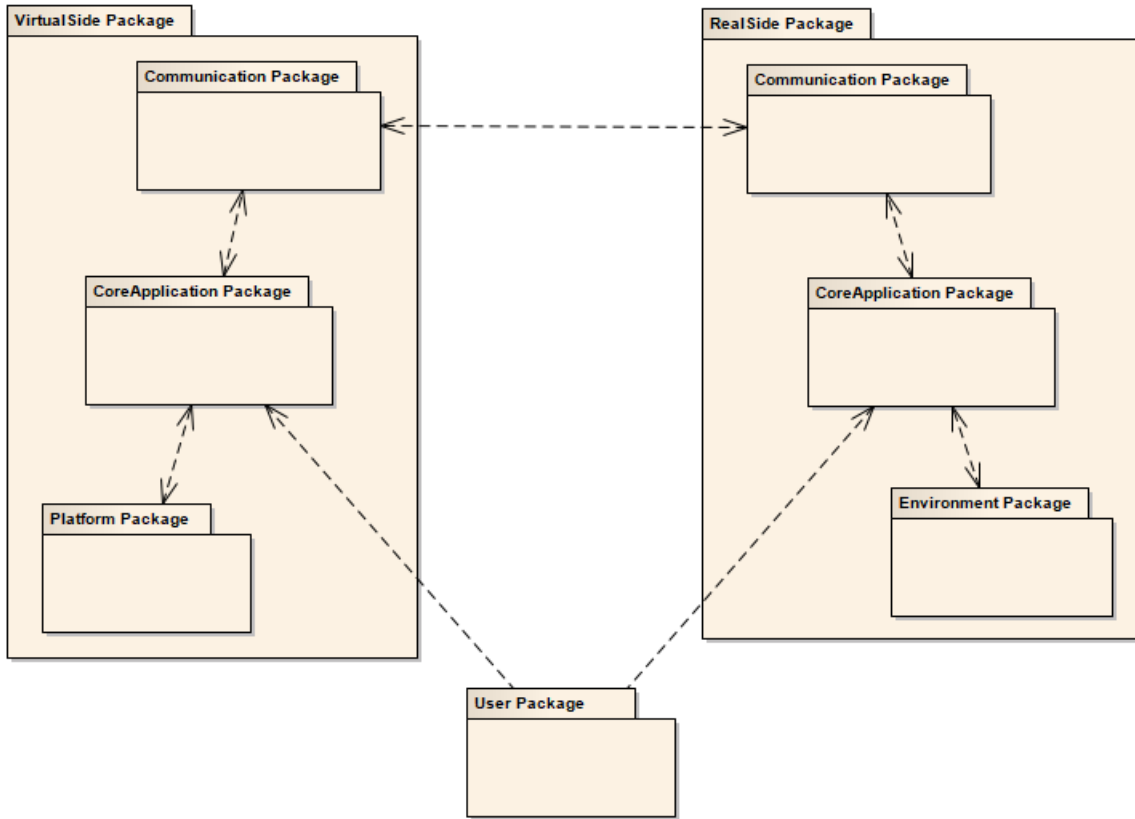 VirtualSide Package
RealSide Package
Communication Package
Communication Package
CoreApplication Package
CoreApplication Package
Platform Package
Environment Package
User Package